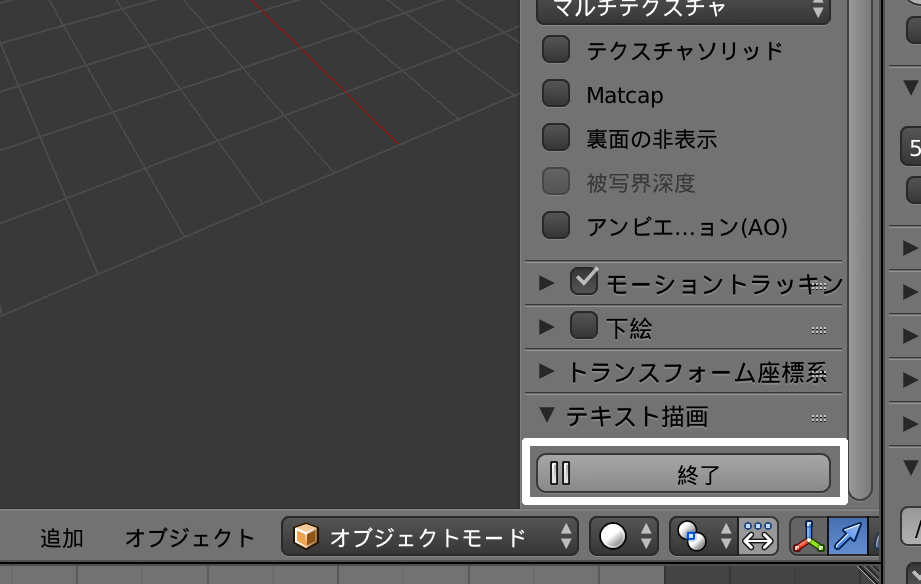 マルチテクスチャ
テクスチャソリッド
Matcap
裏面の非表示
被写界深度
アンビエ...ョン(AO)
モーショントラッキン
下絵
トランスフォーム座標系
テキスト描画
終了
追加 オブジェクト オブジェクトモード
5